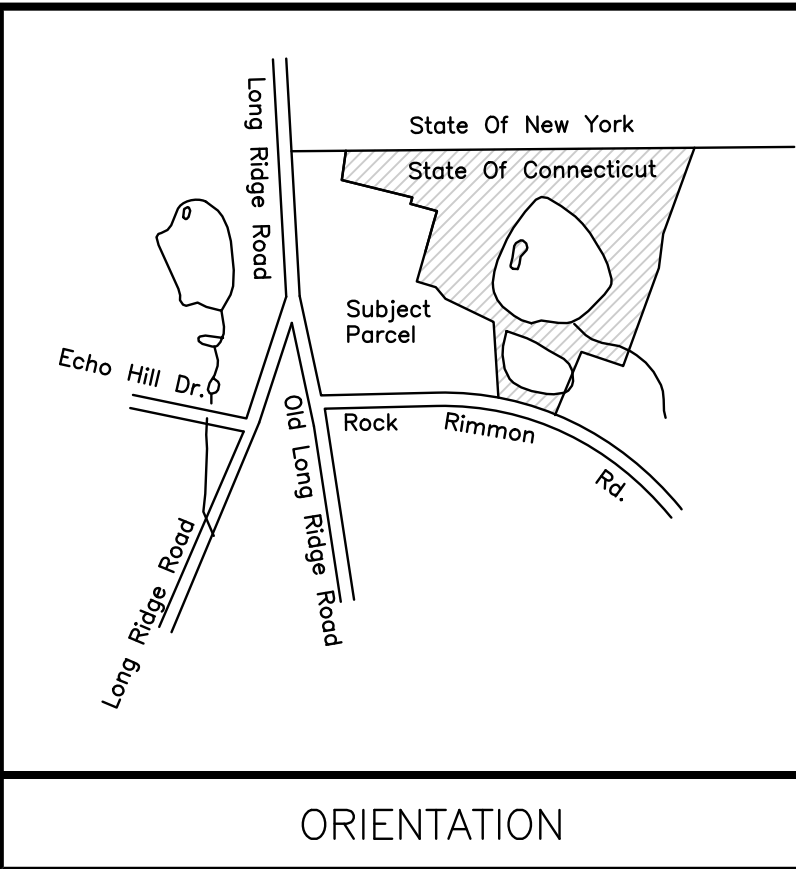 State Of New York
State Of Connecticut
Long Ridge Road
Subject
Parcel
Echo Hill Dr.
Old Long Ridge Road
Rock Rimmon Rd.
Long Ridge Road
ORIENTATION